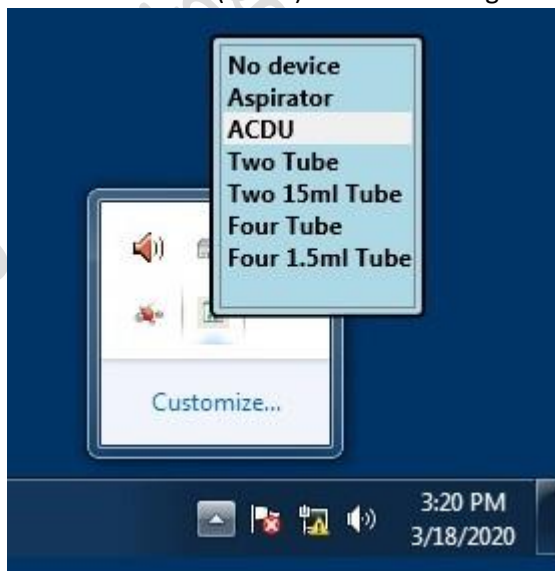 No device
Aspirator
ACDU
Two Tube
Two 15ml Tube
Four Tube
Four 1.5ml Tube
Customize...
3:20 PM
3/18/2020